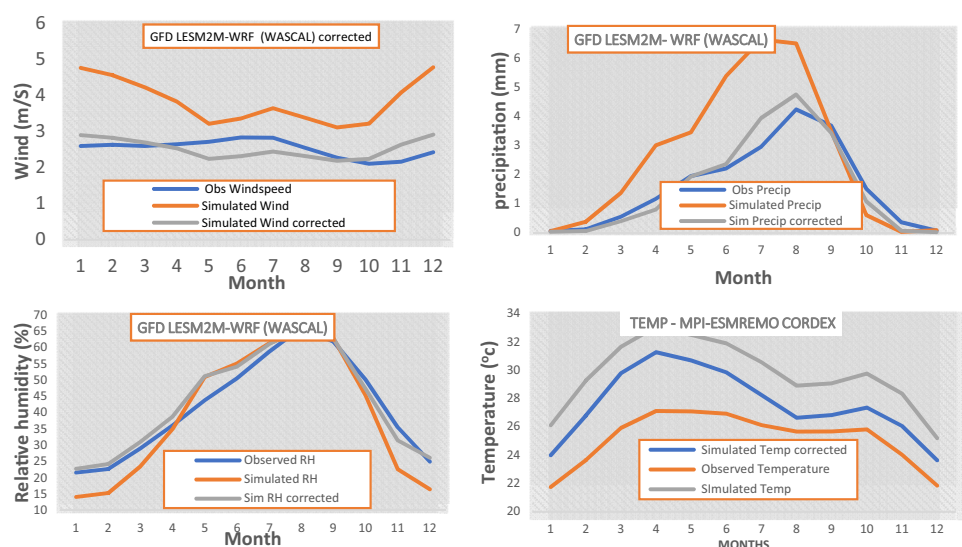 GFD LESM2M-WRF (WASCAL) corrected
Wind (m/S)
6
5
4
3
2
1
0
Obs Windspeed
Simulated Wind
Simulated Wind corrected
1 2 3 4 5 6 7 8 9 10 11 12
Month
GFD LESM2M- WRF (WASCAL)
precipitation (mm)
7
6
5
4
3
2
1
0
Obs Precip
Simulated Precip
Sim Precip corrected
1 2 3 4 5 6 7 8 9 10 11 12
Month
GFD LESM2M-WRF (WASCAL)
Relative humidity (%)
70
65
60
55
50
45
40
35
30
25
20
15
10
Observed RH
Simulated RH
Sim RH corrected
1 2 3 4 5 6 7 8 9 10 11 12
Month
TEMP - MPI-ESMREMO CORDEX
Temperature (°c)
34
32
30
28
26
24
22
20
Simulated Temp corrected
Observed Temperature
SImulated Temp
1 2 3 4 5 6 7 8 9 10 11 12
MONTHS